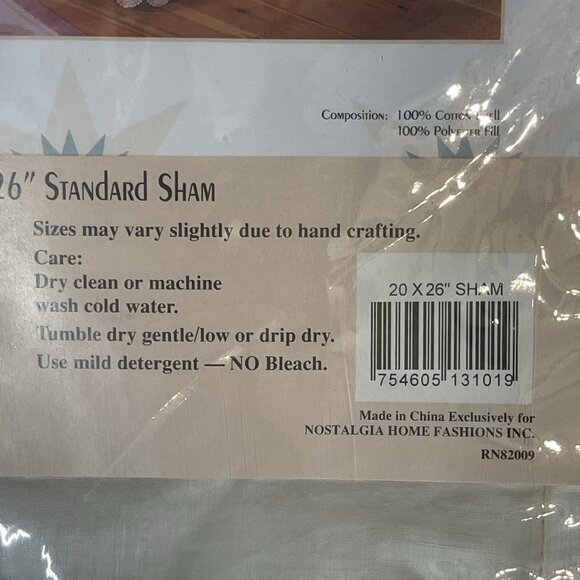 Composition: 100% Cotton Shell
100% Polyester Fill
26" Standard Sham
Sizes may vary slightly due to hand crafting.
Care:
Dry clean or machine
wash cold water.
Tumble dry gentle/low or drip dry.
Use mild detergent — NO Bleach.
20 X 26" SHAM
754605 131019
Made in China Exclusively for
NOSTALGIA HOME FASHIONS INC.
RN82009